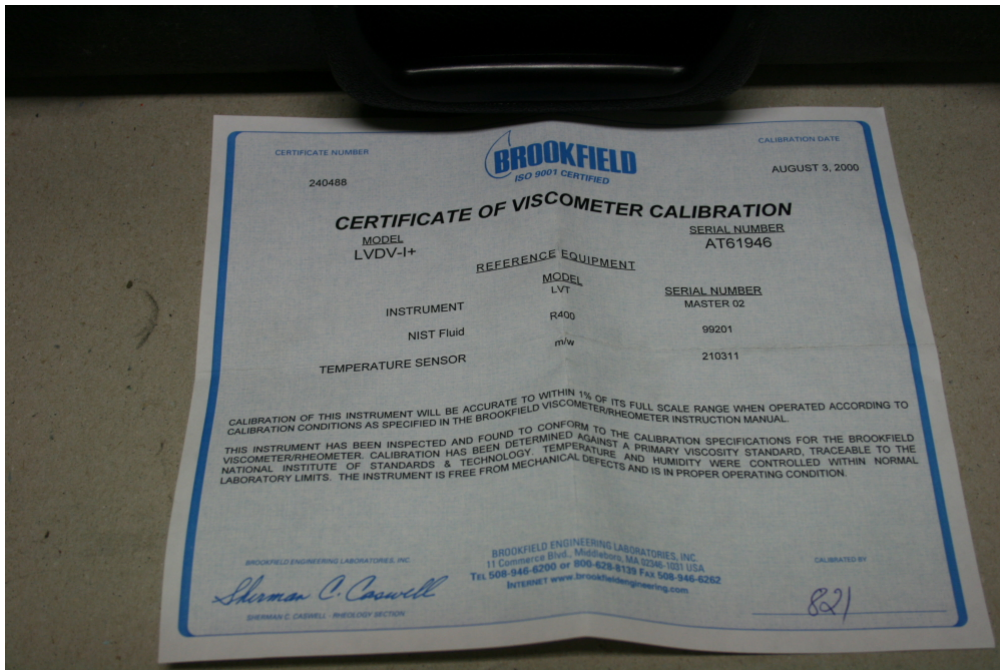 CERTIFICATE NUMBER
240488
BROOKFIELD
ISO 9001 CERTIFIED
CALIBRATION DATE
AUGUST 3, 2000
CERTIFICATE OF VISCOMETER CALIBRATION
MODEL
LVDV-I+
SERIAL NUMBER
AT61946
REFERENCE EQUIPMENT
MODEL
SERIAL NUMBER
INSTRUMENT LVT MASTER 02
NIST Fluid R400 99201
TEMPERATURE SENSOR m/w 210311
CALIBRATION OF THIS INSTRUMENT WILL BE ACCURATE TO WITHIN 1% OF ITS FULL SCALE RANGE WHEN OPERATED ACCORDING TO
CALIBRATION CONDITIONS AS SPECIFIED IN THE BROOKFIELD VISCOMETER/RHEOMETER INSTRUCTION MANUAL.
THIS INSTRUMENT HAS BEEN INSPECTED AND FOUND TO CONFORM TO THE CALIBRATION SPECIFICATIONS FOR THE BROOKFIELD
VISCOMETER/RHEOMETER. CALIBRATION HAS BEEN DETERMINED AGAINST A PRIMARY VISCOSITY STANDARD, TRACEABLE TO THE
NATIONAL INSTITUTE OF STANDARDS & TECHNOLOGY. TEMPERATURE AND HUMIDITY WERE CONTROLLED WITHIN NORMAL
LABORATORY LIMITS. THE INSTRUMENT IS FREE FROM MECHANICAL DEFECTS AND IS IN PROPER OPERATING CONDITION.
BROOKFIELD ENGINEERING LABORATORIES, INC.
Sherman C. Caswell
SHERMAN C. CASWELL - RHEOLOGY SECTION
BROOKFIELD ENGINEERING LABORATORIES, INC.
11 Commerce Blvd., Middleboro, MA 02346-1031 USA
TEL 508-946-6200 or 800-628-8139 FAX 508-946-6262
INTERNET www.brookfieldengineering.com
CALIBRATED BY
821